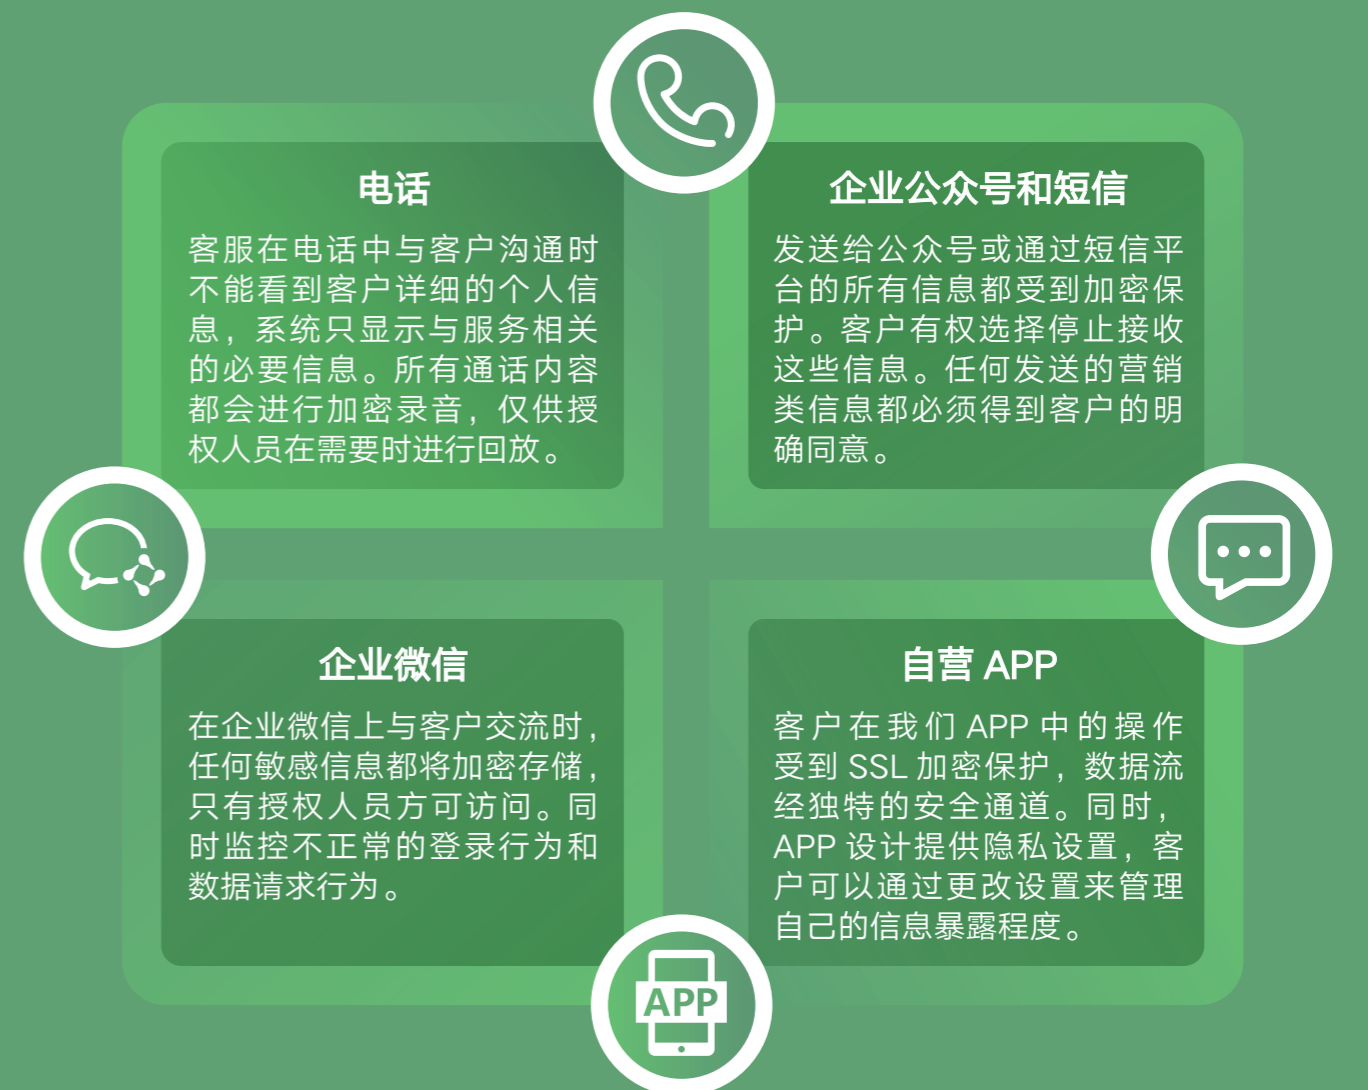 电话
客服在电话中与客户沟通时
不能看到客户详细的个人信
息，系统只显示与服务相关
的必要信息。所有通话内容
都会进行加密录音，仅供授
权人员在需要时进行回放。
企业公众号和短信
发送给公众号或通过短信平
台的所有信息都受到加密保
护。客户有权选择停止接收
这些信息。任何发送的营销
类信息都必须得到客户的明
确同意。
企业微信
在企业微信上与客户交流时，
任何敏感信息都将加密存储，
只有授权人员方可访问。同
时监控不正常的登录行为和
数据请求行为。
自营 APP
客户在我们 APP 中的操作
受到 SSL 加密保护，数据流
经独特的安全通道。同时，
APP 设计提供隐私设置，客
户可以通过更改设置来管理
自己的信息暴露程度。
APP